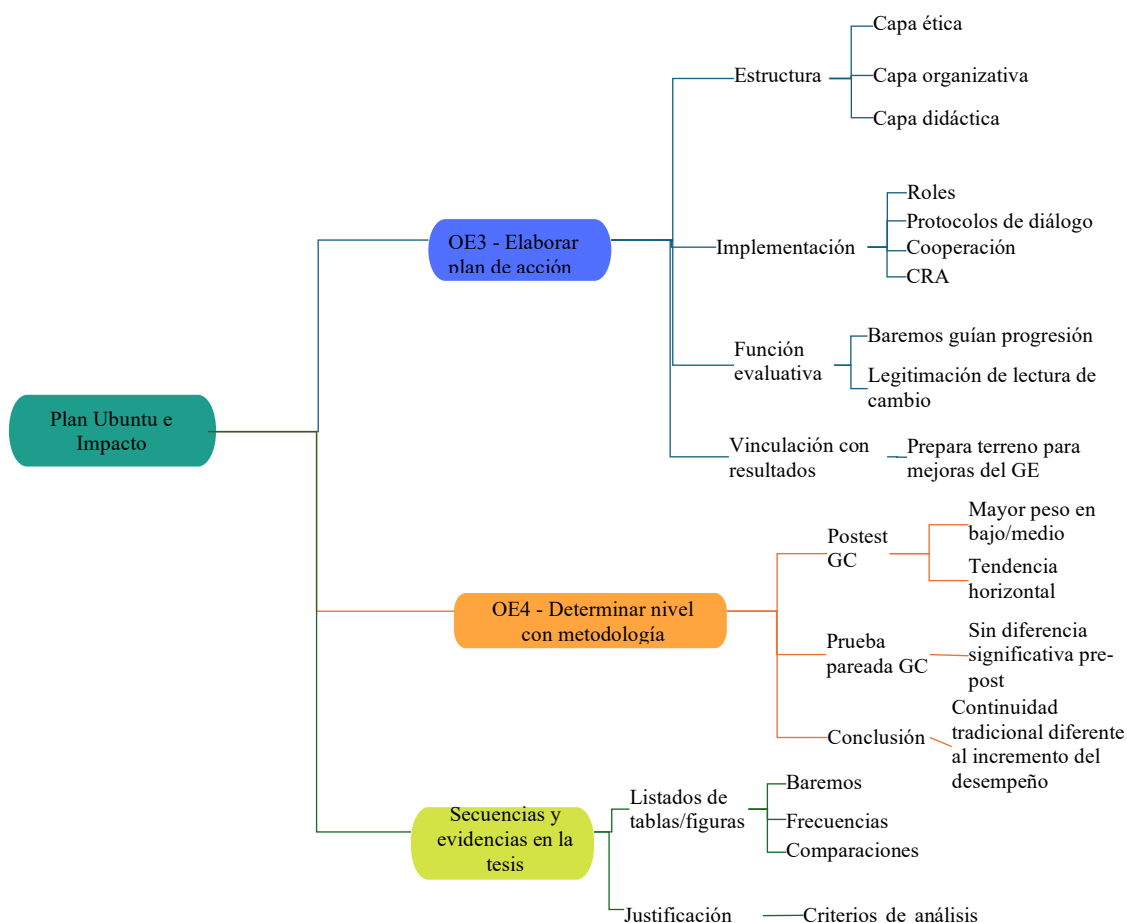 Capa ética
Estructura
Capa organizativa
Capa didáctica
Roles
Protocolos de diálogo
OE3 - Elaborar
plan de acción
Implementación
Cooperación
CRA
Baremos guían progresión
Función
evaluativa
Legitimación de lectura de
cambio
Plan Ubuntu e
Impacto
Vinculación con
resultados
Prepara terreno para
mejoras del GE
Mayor peso en
bajo/medio
Postest
GC
Tendencia
horizontal
OE4 - Determinar nivel
con metodología
Prueba
pareada GC
Sin diferencia
significativa pre-
post
Conclusión
Continuidad
tradicional diferente
al incremento del
desempeño
Secuencias y
evidencias en la
tesis
Listados de
tablas/figuras
Baremos
Frecuencias
Comparaciones
Justificación
Criterios de análisis